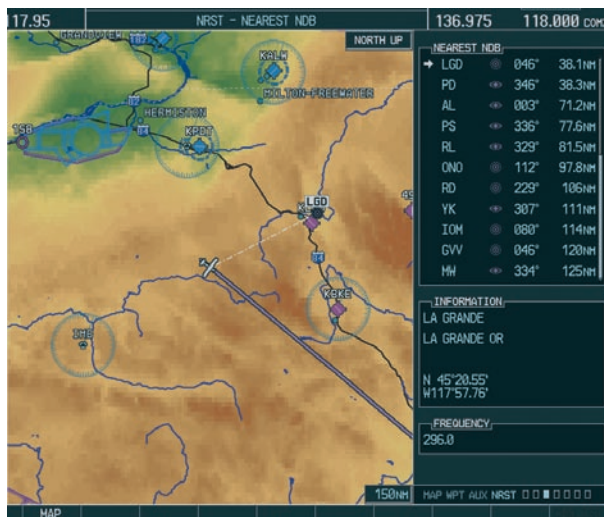 117.95 NRST - NEAREST NDB 136.975 118.000 COM
NORTH UP
GRANDVIEW
KALW
MILTON-FREEWATER
HERMISTON
82
84
KPDT
LGD
84
KBKE
150NM
NEAREST NDB
LGD 046° 38.1NM
PD 346° 38.3NM
AL 003° 71.2NM
PS 336° 77.6NM
RL 329° 81.5NM
ONO 112° 97.8NM
RD 229° 106NM
YK 307° 111NM
IOM 080° 114NM
GVV 046° 120NM
MW 334° 125NM
INFORMATION
LA GRANDE
LA GRANDE OR
N 45°20.55'
W117°57.76'
FREQUENCY
296.0
MAP WPT AUX NRST
MAP